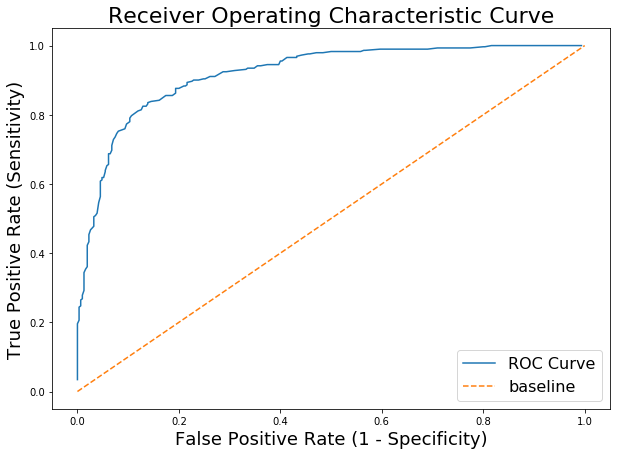 Receiver Operating Characteristic Curve
True Positive Rate (Sensitivity)
1.0
0.8
0.6
0.4
0.2
0.0
ROC Curve
baseline
0.0 0.2 0.4 0.6 0.8 1.0
False Positive Rate (1 - Specificity)